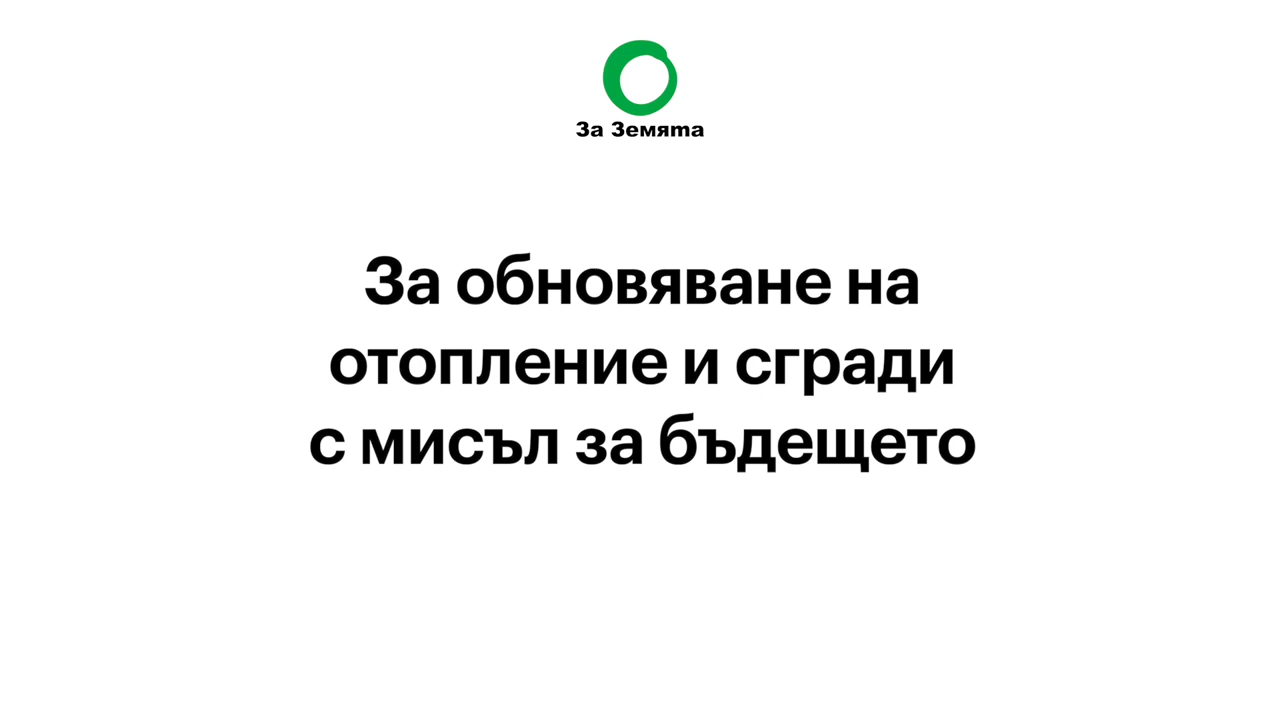 За Земята
За обновяване на
отопление и сгради
с мисъл за бъдещето